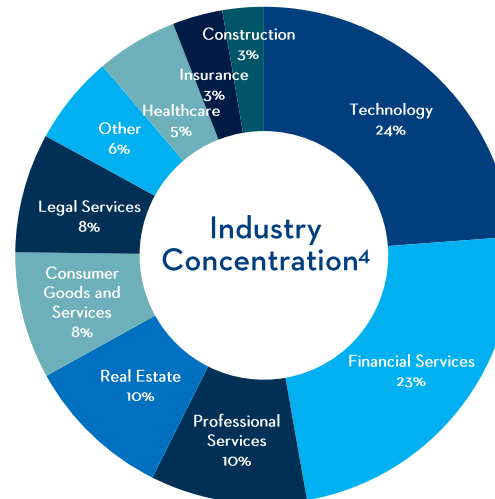 Construction
3%
Insurance
3%
Healthcare
5%
Technology
24%
Other
6%
Legal Services
8%
Industry
Concentration⁴
Consumer
Goods and
Services
8%
Financial Services
23%
Real Estate
10%
Professional
Services
10%